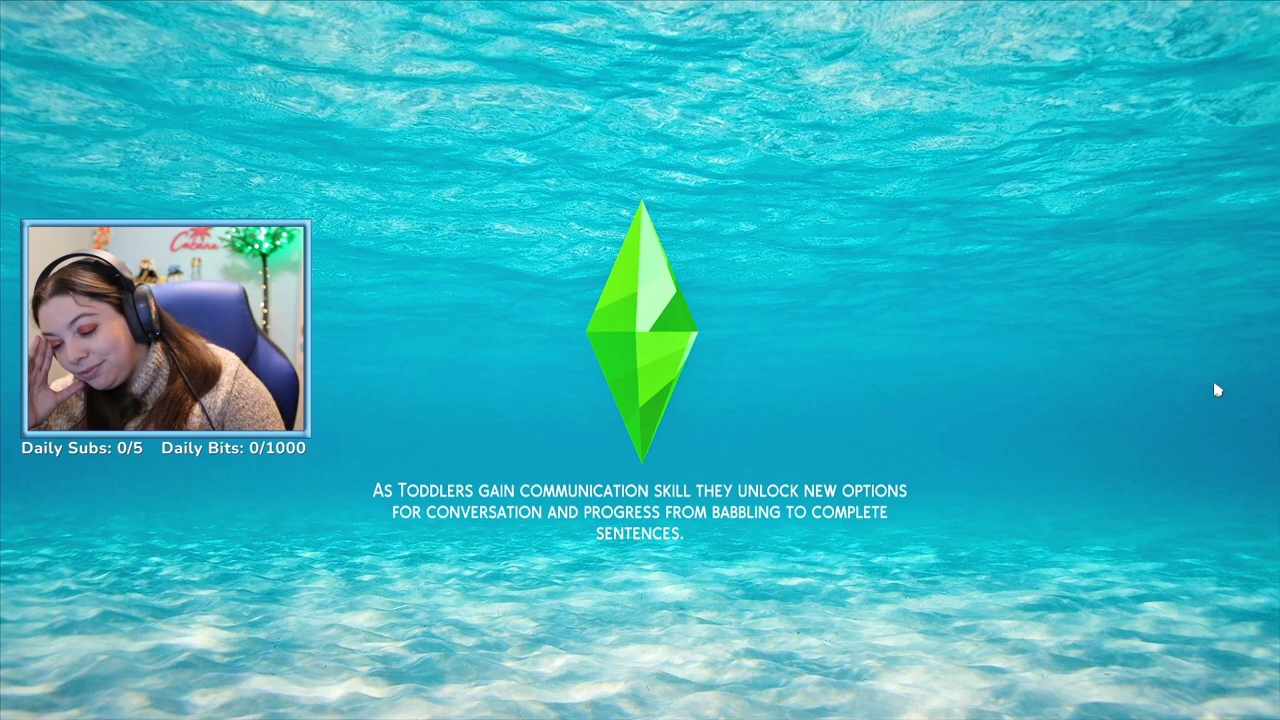 Cabana
Daily Subs: 0/5 Daily Bits: 0/1000
As Toddlers gain communication skill they unlock new options
for conversation and progress from babbling to complete
sentences.